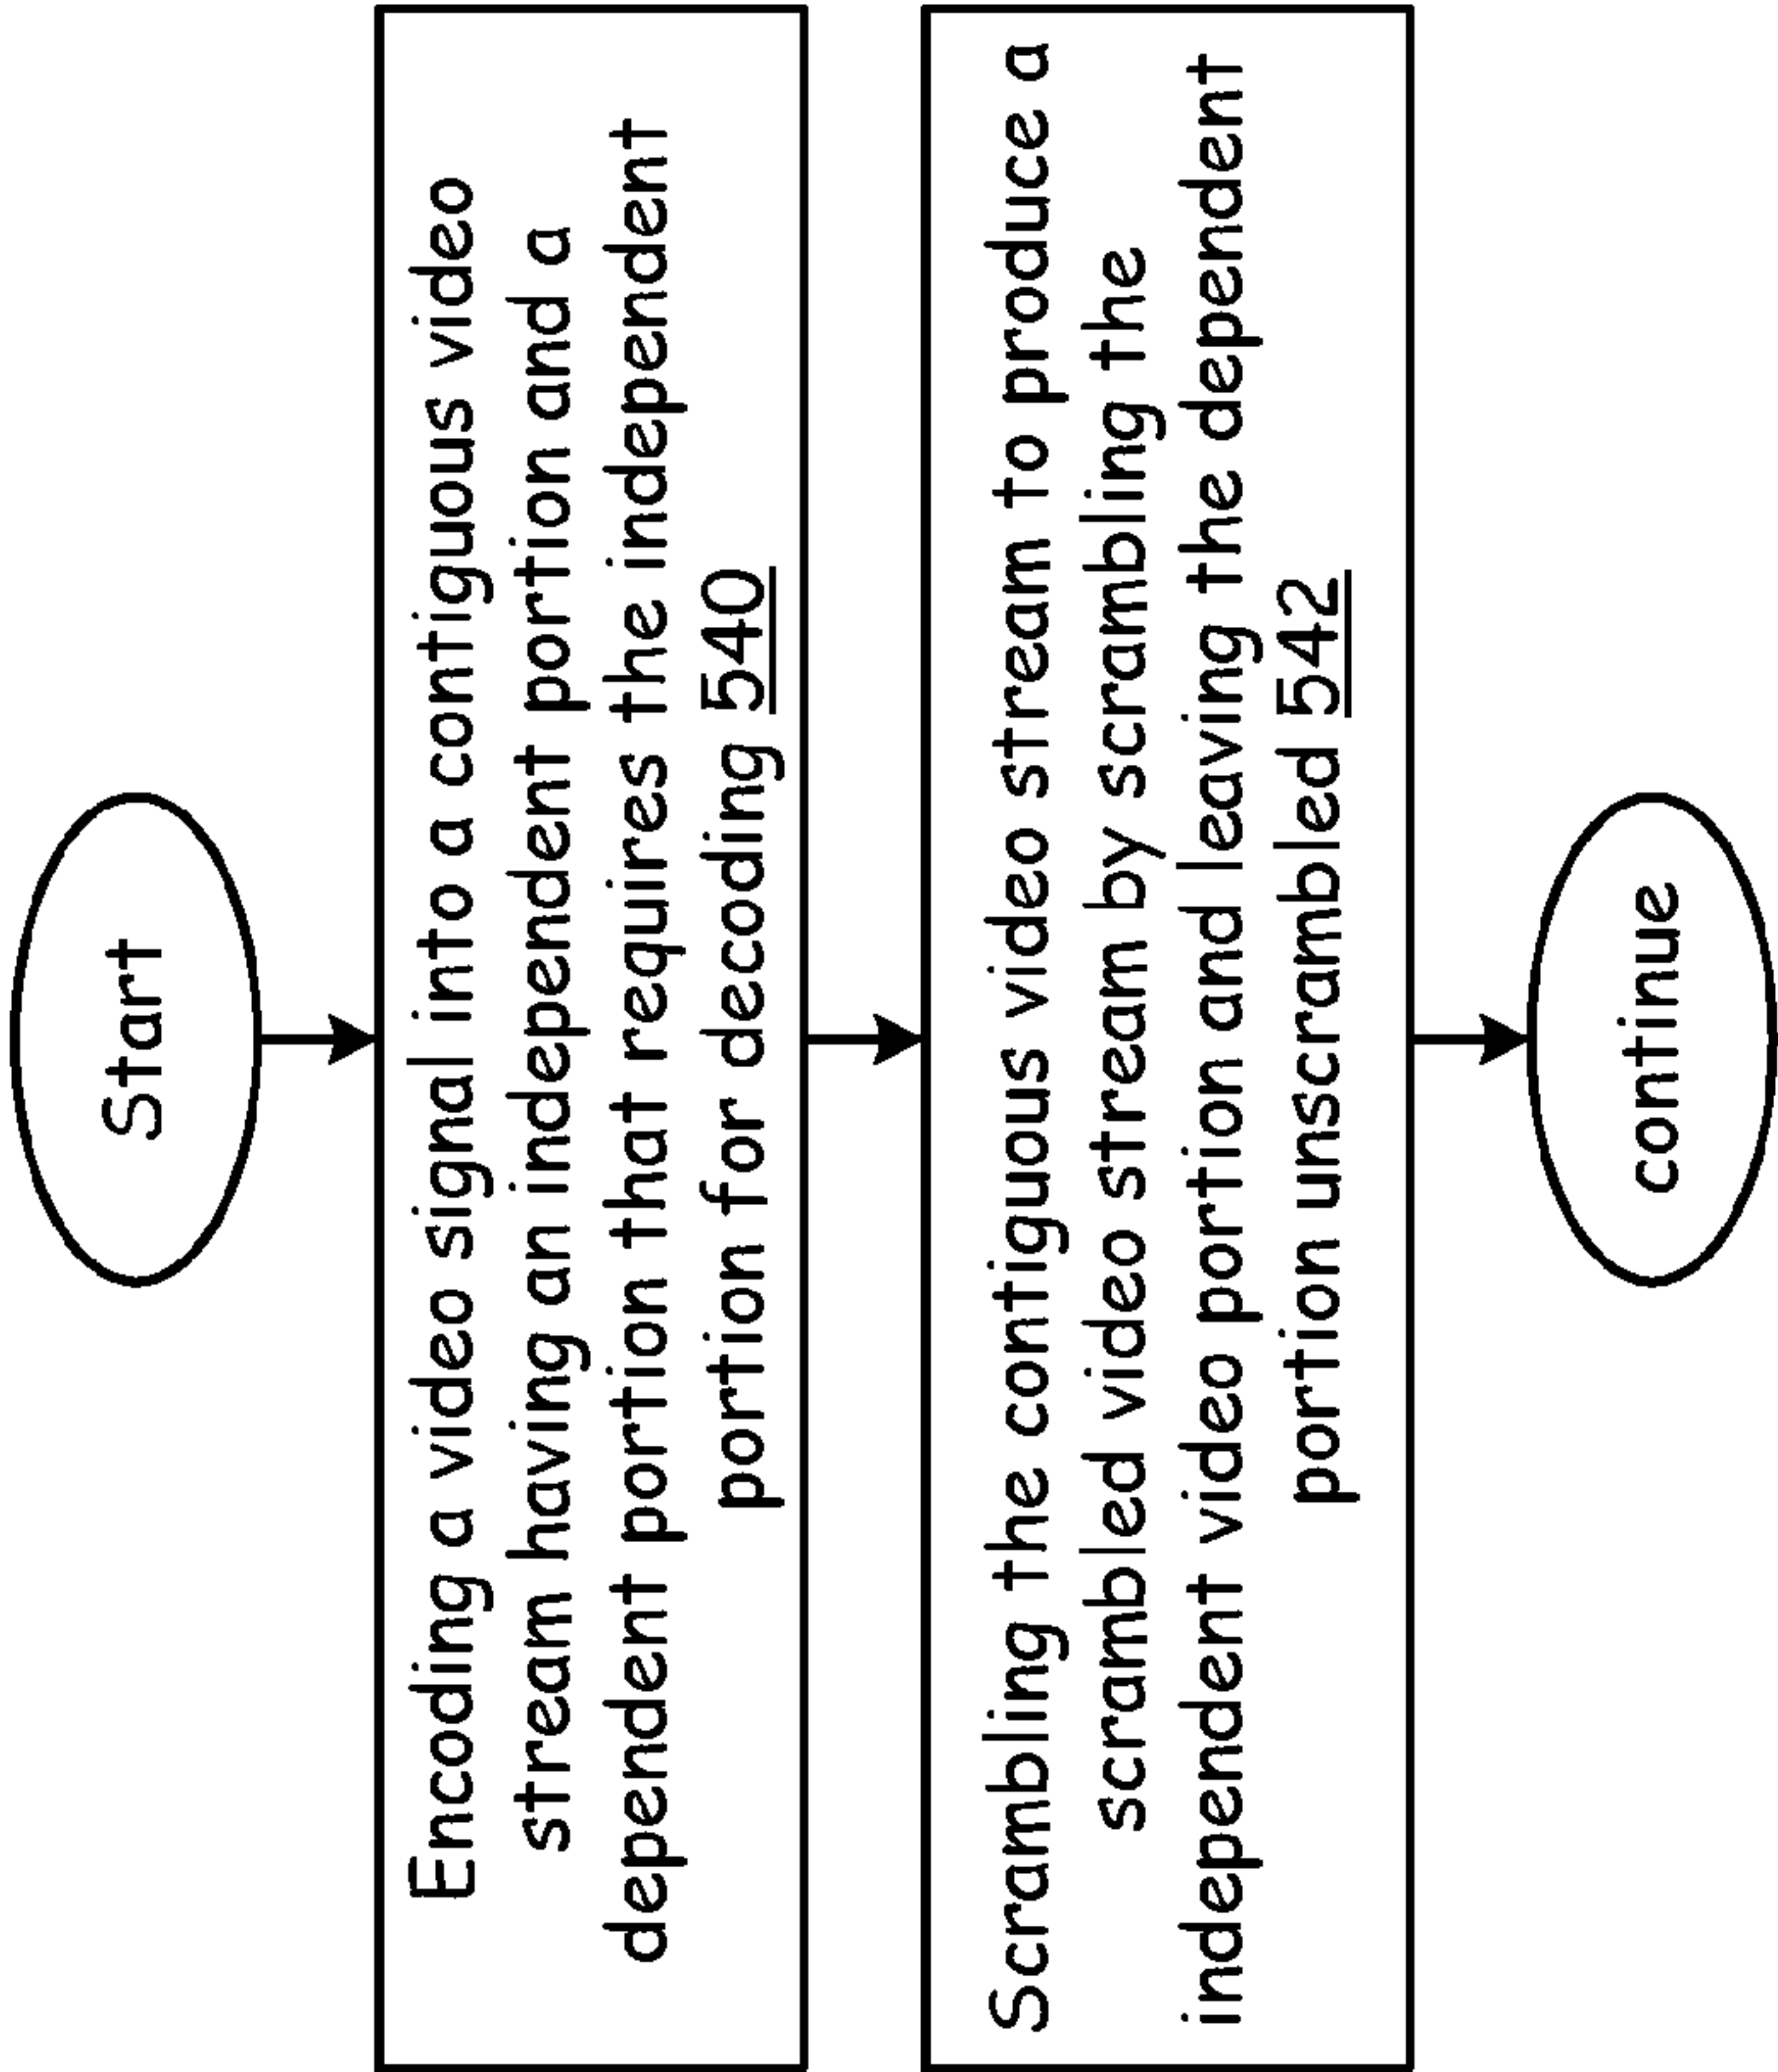 Start
Encoding a video signal into a contiguous video
stream having an independent portion and a
dependent portion that requires the independent
portion for decoding 540
Scrambling the contiguous video stream to produce a
scrambled video stream by scrambling the
independent video portion and leaving the dependent
portion unscrambled 542
continue